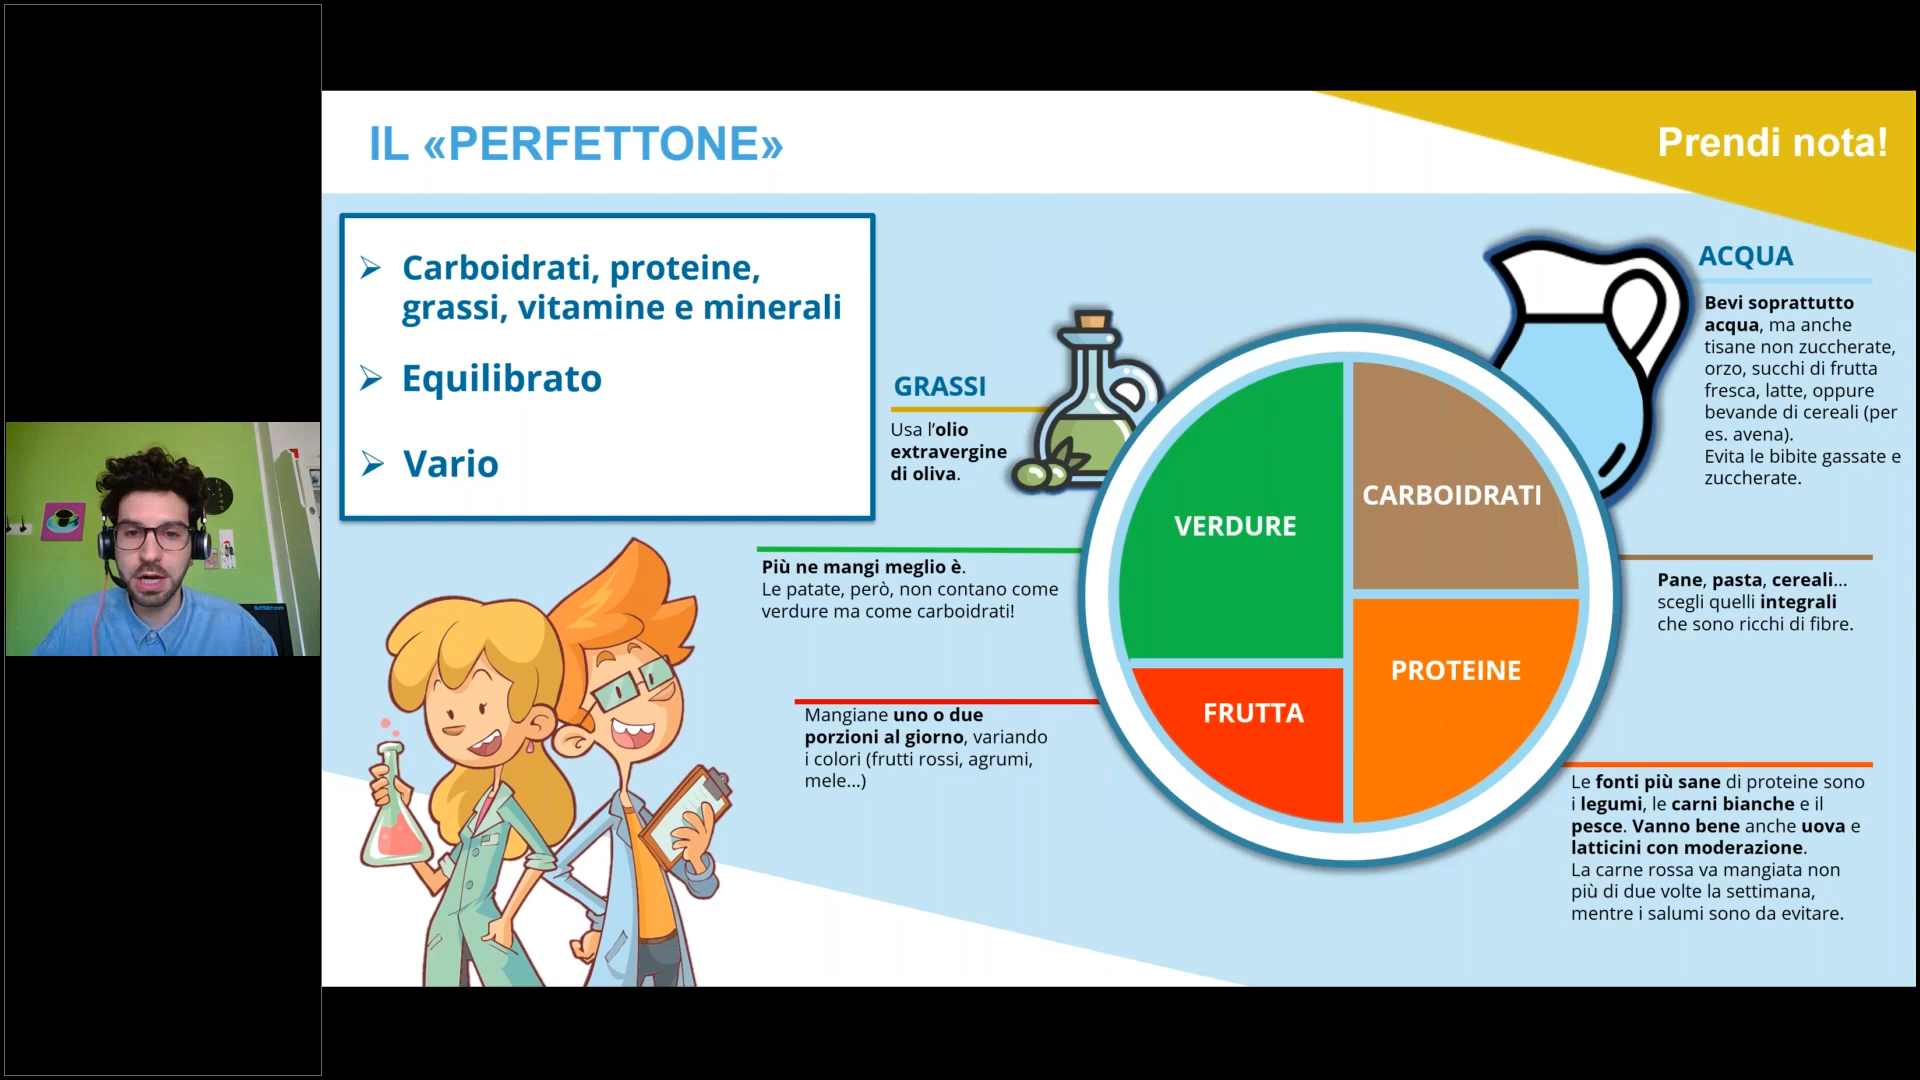 IL «PERFETTONE»
Prendi nota!
Carboidrati, proteine,
grassi, vitamine e minerali
Equilibrato
Vario
GRASSI
Usa l’olio
extravergine
di oliva.
ACQUA
Bevi soprattutto
acqua, ma anche
tisane non zuccherate,
orzo, succhi di frutta
fresca, latte, oppure
bevande di cereali (per
es. avena).
Evita le bibite gassate e
zuccherate.
VERDURE
CARBOIDRATI
PROTEINE
FRUTTA
Più ne mangi meglio è.
Le patate, però, non contano come
verdure ma come carboidrati!
Pane, pasta, cereali...
scegli quelli integrali
che sono ricchi di fibre.
Mangiane uno o due
porzioni al giorno, variando
i colori (frutti rossi, agrumi,
mele...)
Le fonti più sane di proteine sono
i legumi, le carni bianche e il
pesce. Vanno bene anche uova e
latticini con moderazione.
La carne rossa va mangiata non
più di due volte la settimana,
mentre i salumi sono da evitare.